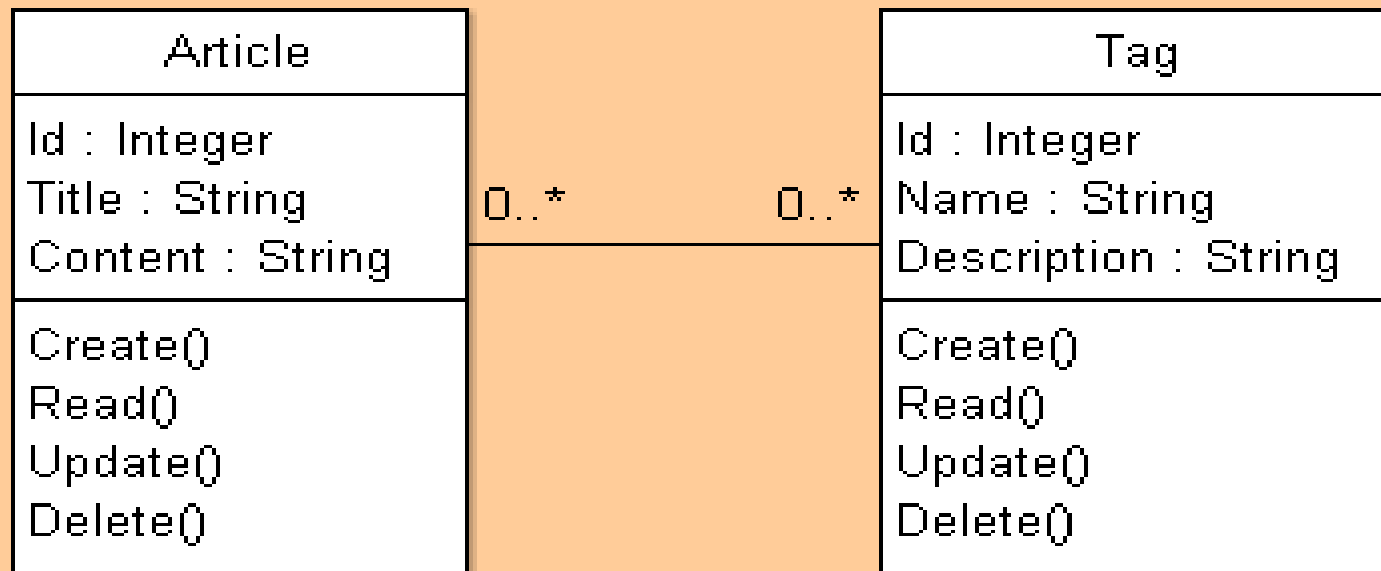 Article
Id : Integer
Title : String
Content : String
Create()
Read()
Update()
Delete()
0..*
0..*
Tag
Id : Integer
Name : String
Description : String
Create()
Read()
Update()
Delete()